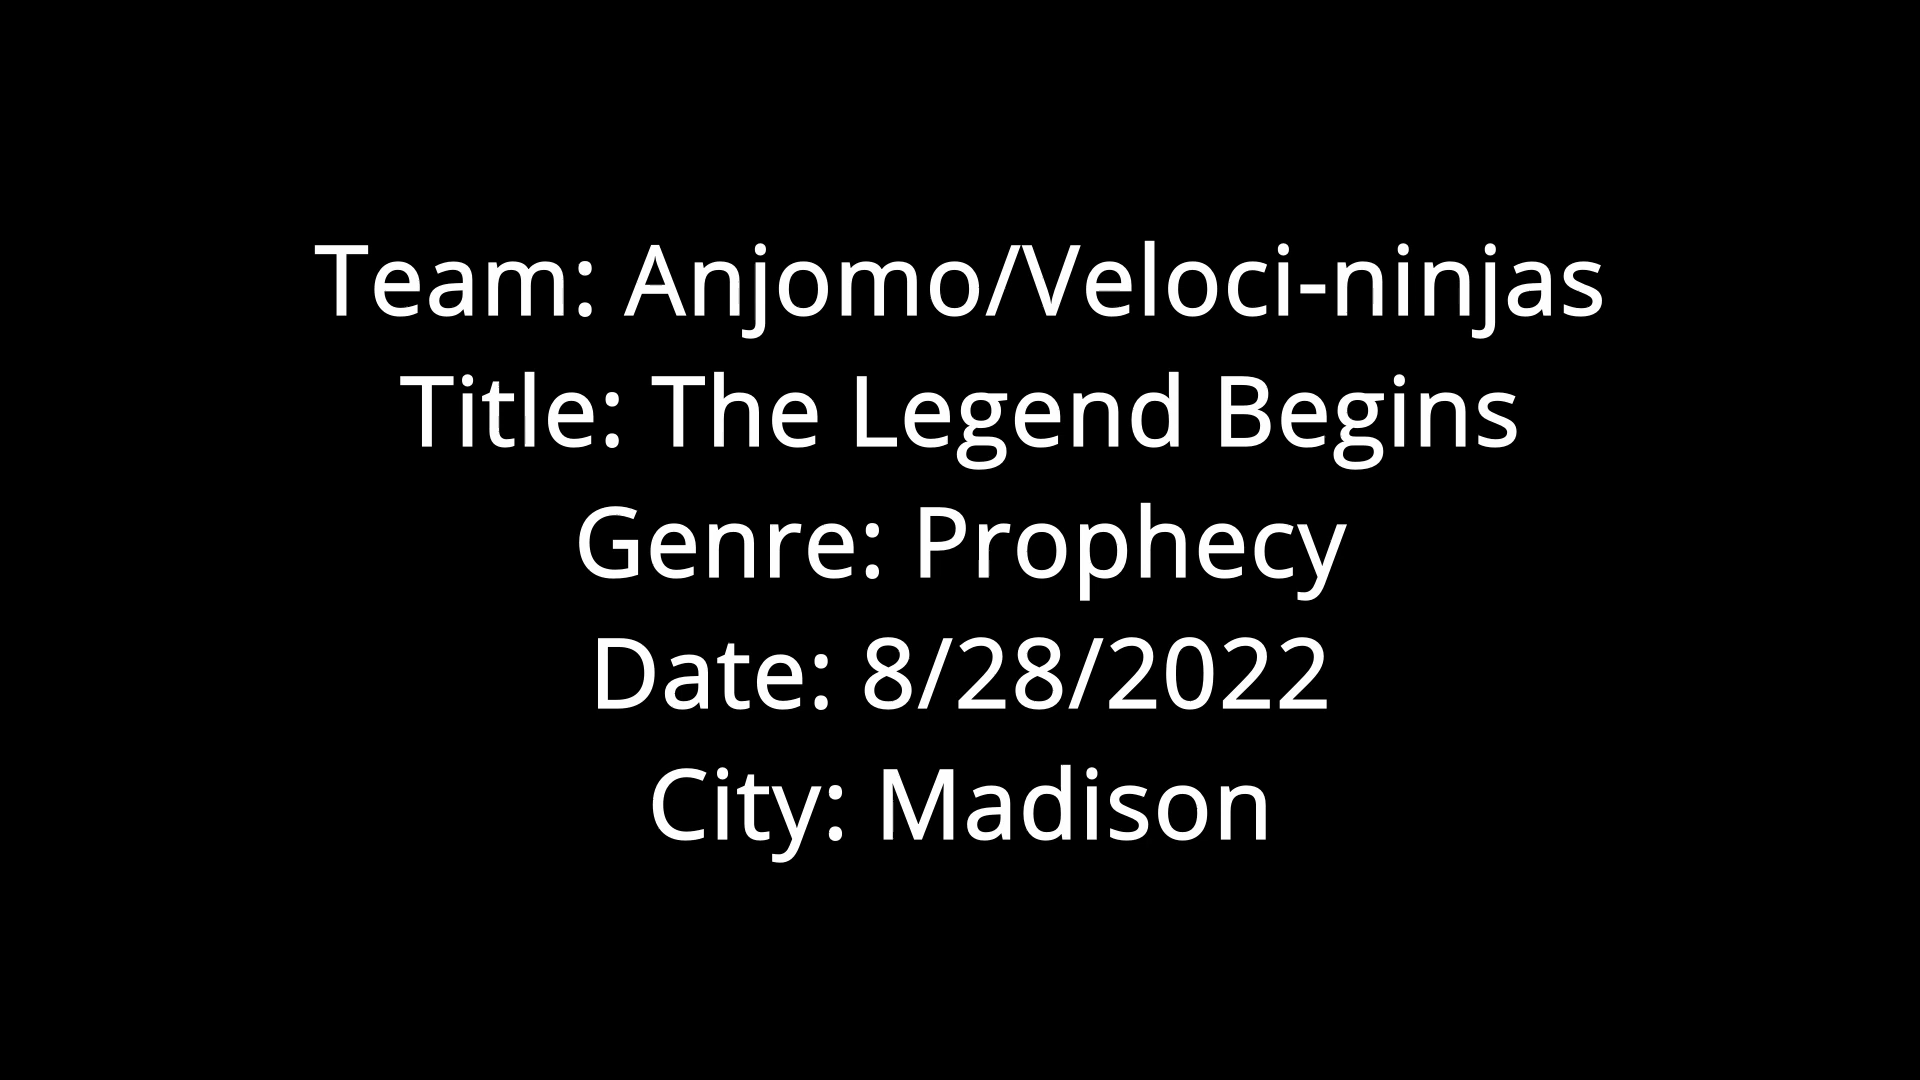 Team: Anjomo/Veloci-ninjas
Title: The Legend Begins
Genre: Prophecy
Date: 8/28/2022
City: Madison